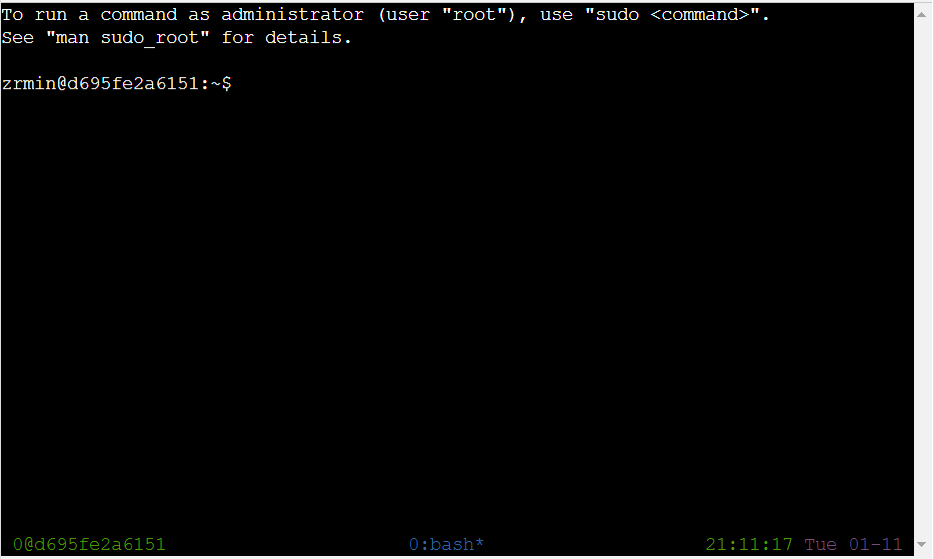 To run a command as administrator (user "root"), use "sudo <command>".
See "man sudo_root" for details.
zrmin@d695fe2a6151:~$
0@d695fe2a6151 0:bash* 21:11:17 Tue 01-11